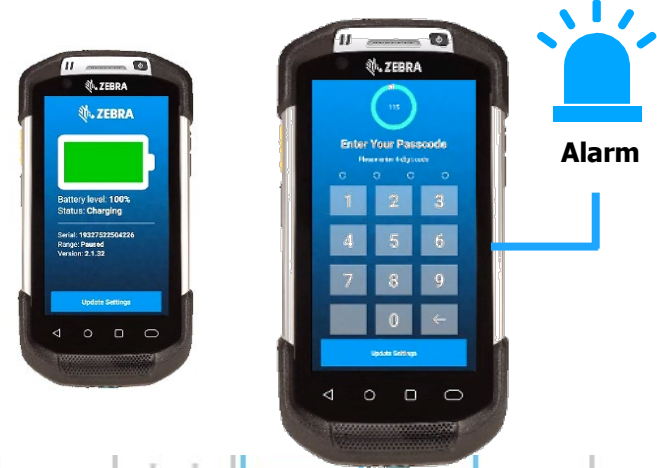 ZEBRA
ZEBRA
Battery level: 100%
Status: Charging
Serial: 19327522504226
Range: Paused
Version: 2.1.32
Update Settings
ZEBRA
115
Enter Your Passcode
Please enter 4-digit code
1 2 3
4 5 6
7 8 9
0 ←
Update Settings
Alarm